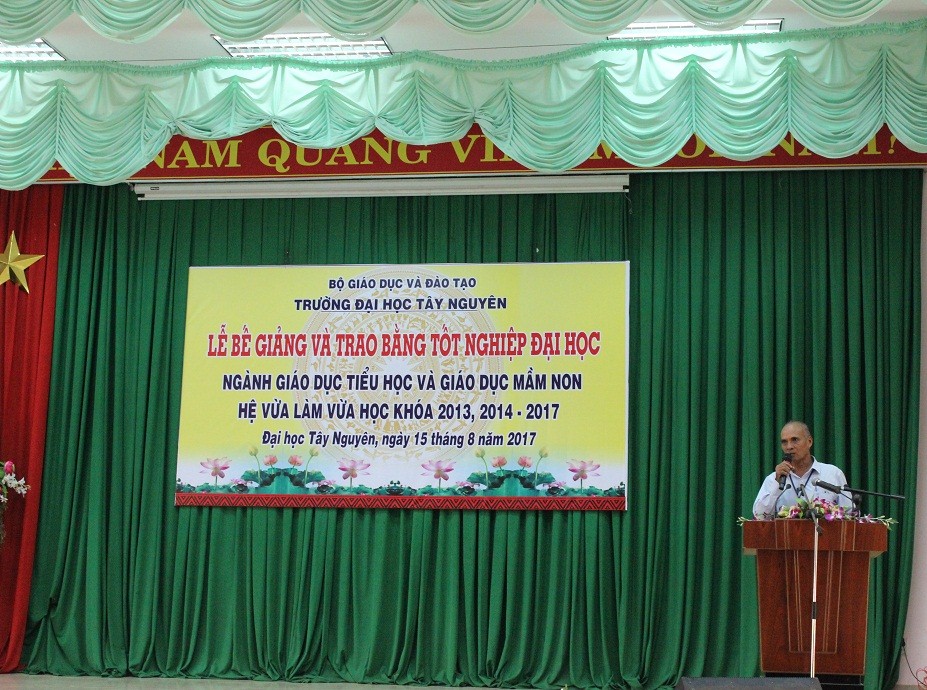 NAM QUANG VI
BỘ GIÁO DỤC VÀ ĐÀO TẠO
TRƯỜNG ĐẠI HỌC TÂY NGUYÊN
LỄ BẾ GIẢNG VÀ TRAO BẰNG TỐT NGHIỆP ĐẠI HỌC
NGÀNH GIÁO DỤC TIỂU HỌC VÀ GIÁO DỤC MẦM NON
HỆ VỪA LÀM VỪA HỌC KHÓA 2013, 2014 - 2017
Đại học Tây Nguyên, ngày 15 tháng 8 năm 2017